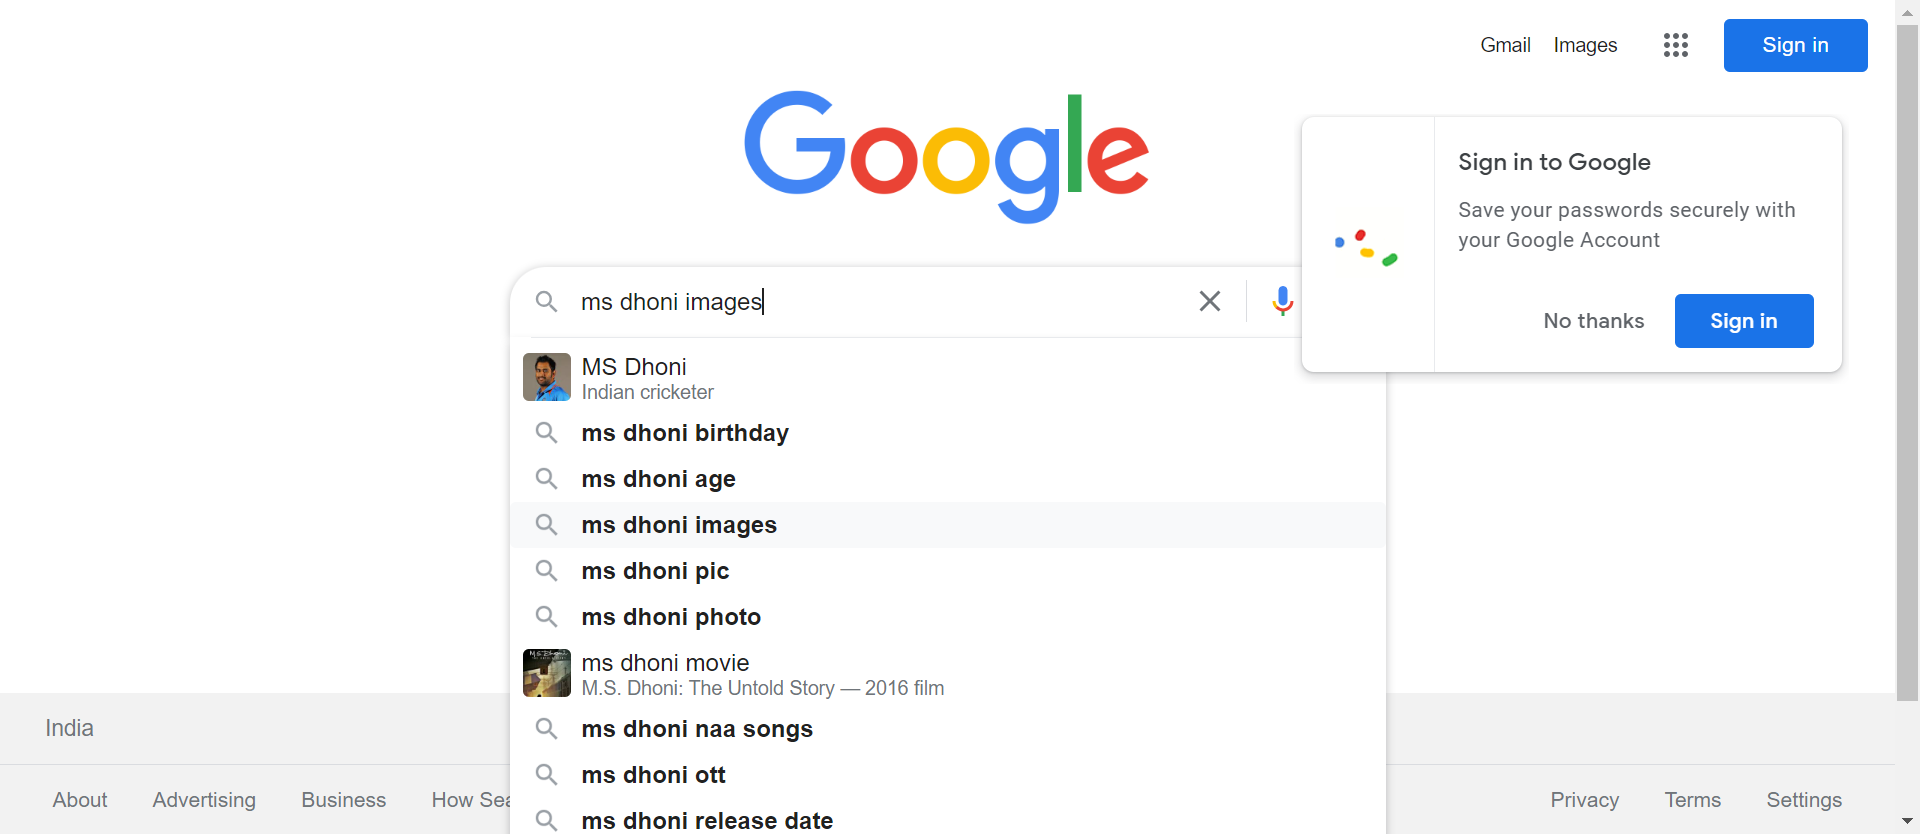 Gmail Images Sign in
Google
Sign in to Google
Save your passwords securely with
your Google Account
No thanks Sign in
ms dhoni images
MS Dhoni
Indian cricketer
ms dhoni birthday
ms dhoni age
ms dhoni images
ms dhoni pic
ms dhoni photo
ms dhoni movie
M.S. Dhoni: The Untold Story — 2016 film
ms dhoni naa songs
ms dhoni ott
ms dhoni release date
India
About Advertising Business How Sea
Privacy Terms Settings